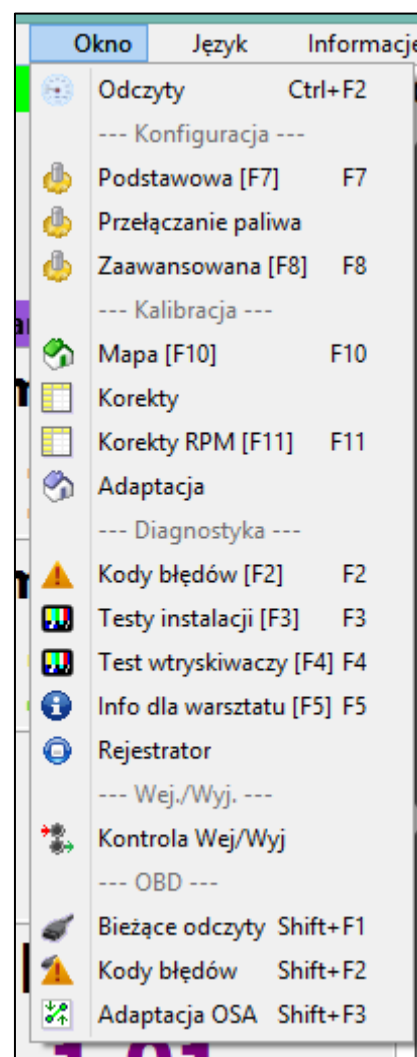 Okno Język Informacje
Odczyty Ctrl+F2
--- Konfiguracja ---
Podstawowa [F7] F7
Przełączanie paliwa
Zaawansowana [F8] F8
--- Kalibracja ---
Mapa [F10] F10
Korekty
Korekty RPM [F11] F11
Adaptacja
--- Diagnostyka ---
Kody błędów [F2] F2
Testy instalacji [F3] F3
Test wtryskiwaczy [F4] F4
Info dla warsztatu [F5] F5
Rejestrator
--- Wej./Wyj. ---
Kontrola Wej/Wyj
--- OBD ---
Bieżące odczyty Shift+F1
Kody błędów Shift+F2
Adaptacja OSA Shift+F3